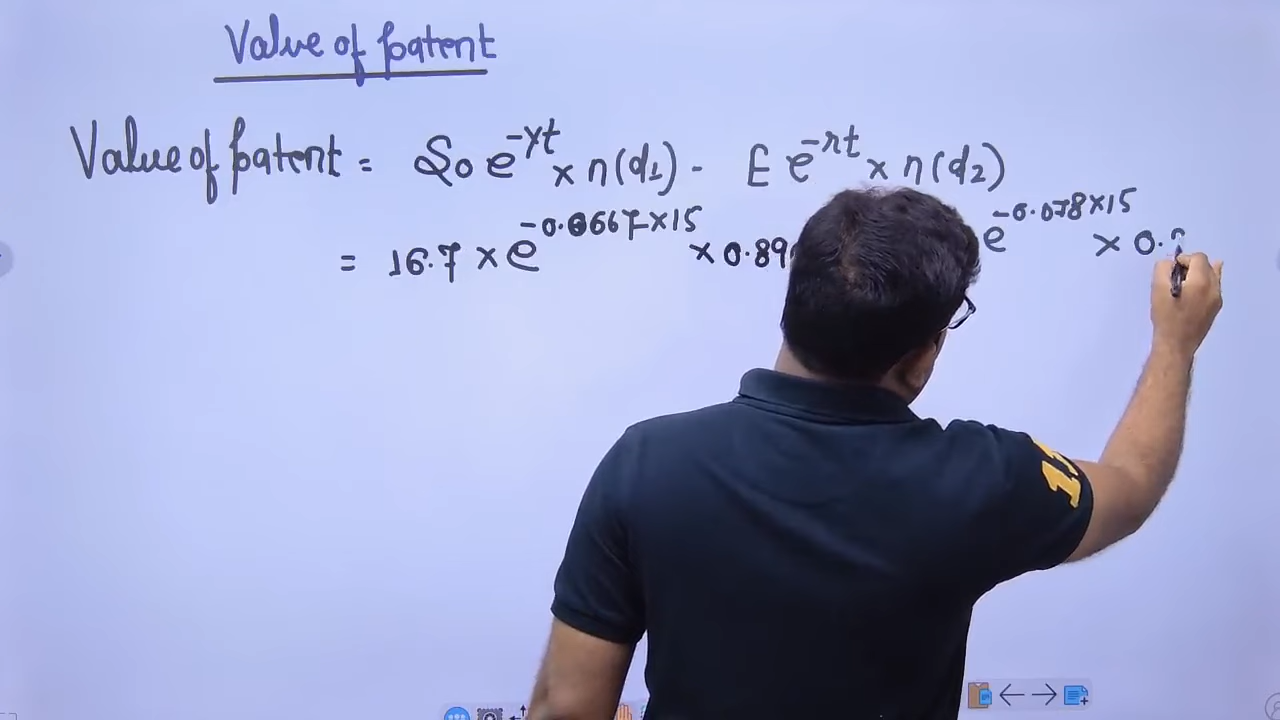 Value of patent
Value of patent = S0 e^-yt × n(d1) - E e^-rt × n(d2)
= 16.7 × e^-0.0667×15 × 0.89 e^-0.078×15 × 0.
11